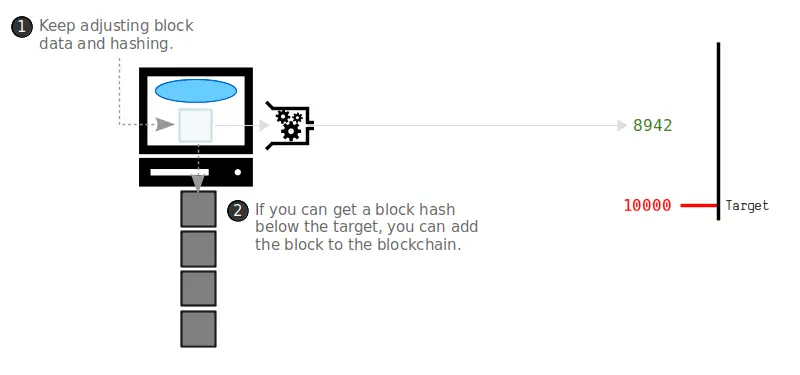 1 Keep adjusting block
data and hashing.
8942
10000 Target
2 If you can get a block hash
below the target, you can add
the block to the blockchain.